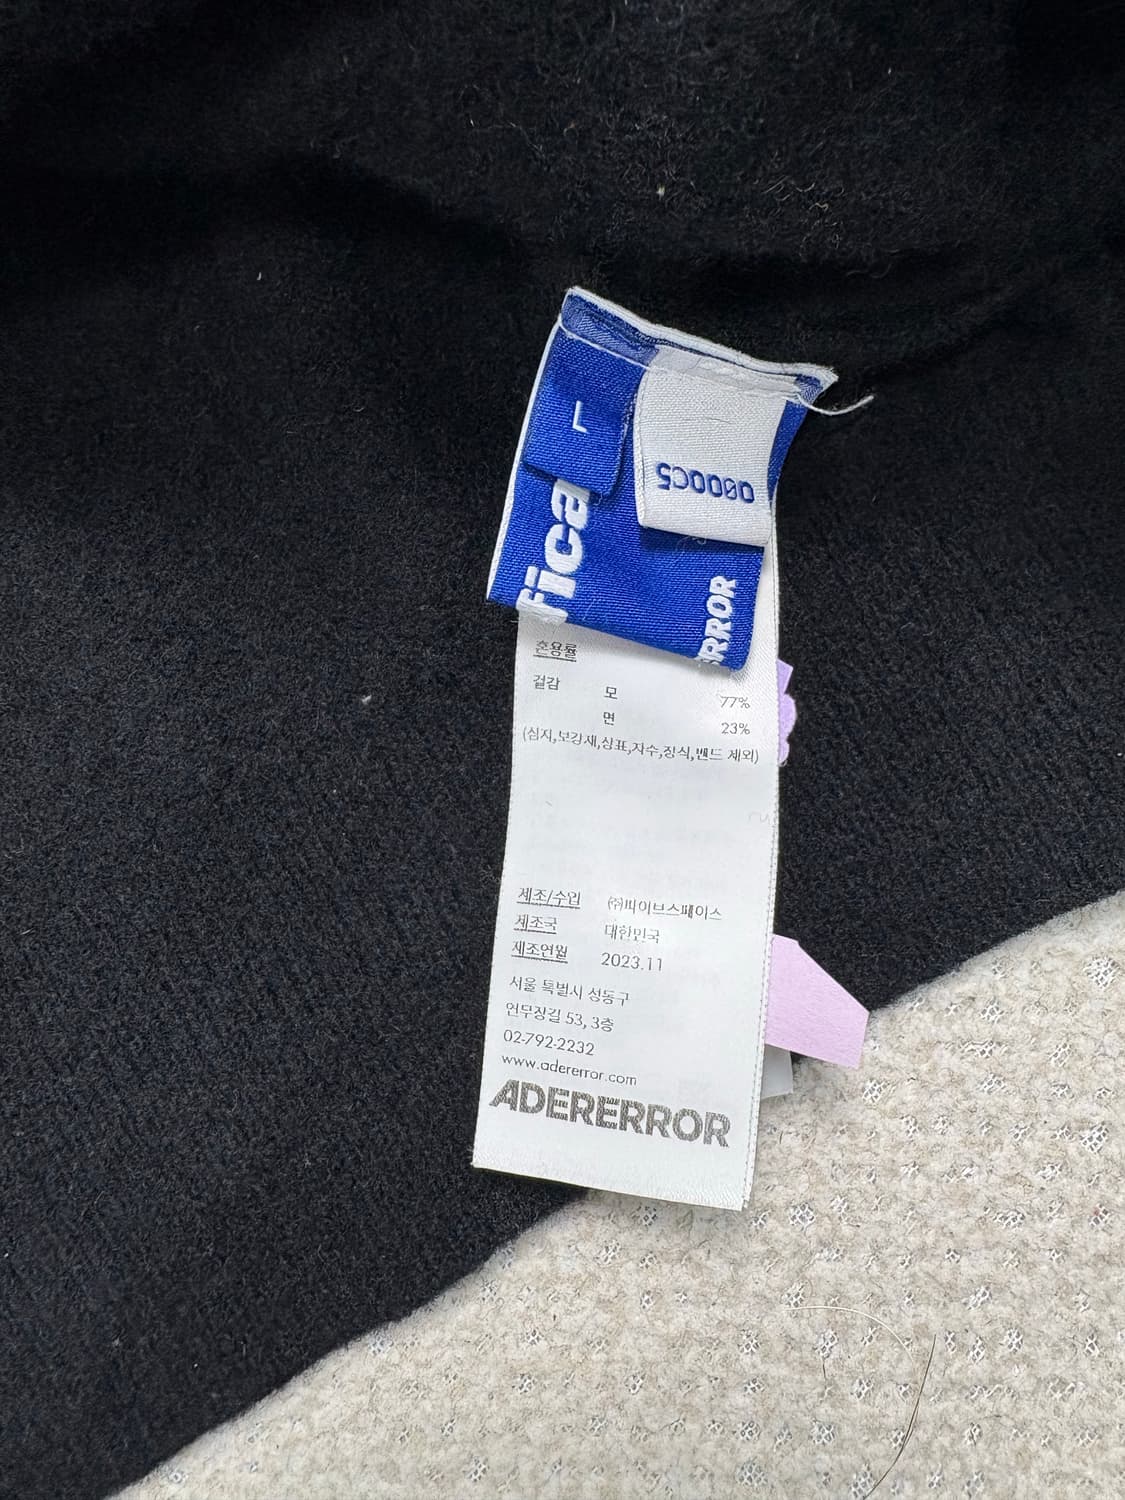 L
0000C5
fica
ERROR
혼용률
겉감 모 77%
면 23%
(심지,보강재,상표,자수,장식,밴드 제외)
제조/수입 ㈜파이브스페이스
제조국 대한민국
제조연월 2023.11
서울 특별시 성동구
연무장길 53, 3층
02-792-2232
www.adererror.com
ADERERROR